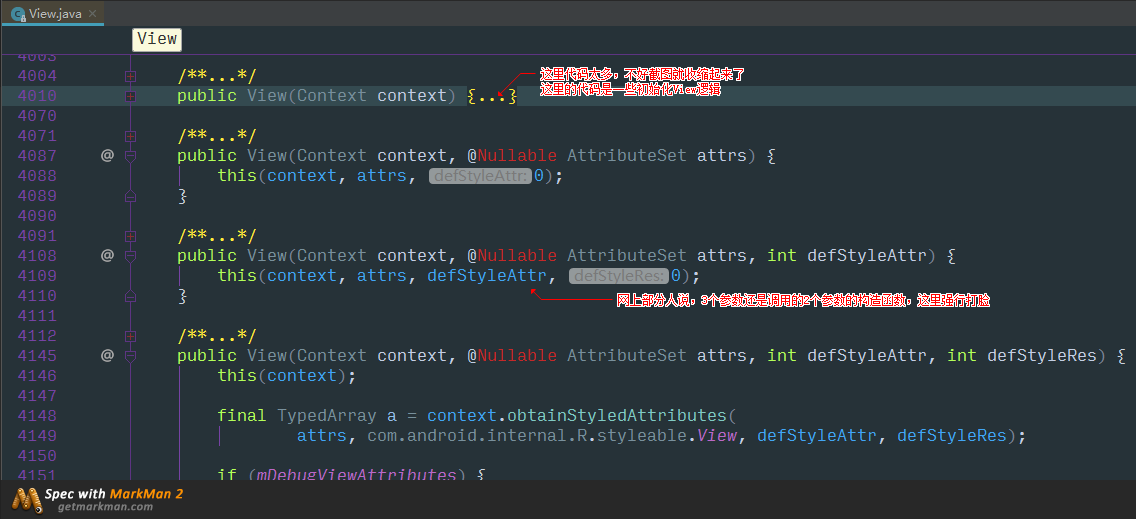 View.java
View
4003
4004 /**...*/
这里代码太多，不好截图就收缩起来了
4010 public View(Context context) {...}
这里的代码是一些初始化View逻辑
4070
4071 /**...*/
4087 @ public View(Context context, @Nullable AttributeSet attrs) {
4088 this(context, attrs, defStyleAttr: 0);
4089 }
4090
4091 /**...*/
4108 @ public View(Context context, @Nullable AttributeSet attrs, int defStyleAttr) {
4109 this(context, attrs, defStyleAttr, defStyleRes: 0);
4110 }
网上部分人说，3个参数还是调用的2个参数的构造函数，这里强行打脸
4111
4112 /**...*/
4145 @ public View(Context context, @Nullable AttributeSet attrs, int defStyleAttr, int defStyleRes) {
4146 this(context);
4147
4148 final TypedArray a = context.obtainStyledAttributes(
4149 attrs, com.android.internal.R.styleable.View, defStyleAttr, defStyleRes);
4150
4151 if (mDebugViewAttributes) {
Spec with MarkMan 2
getmarkman.com